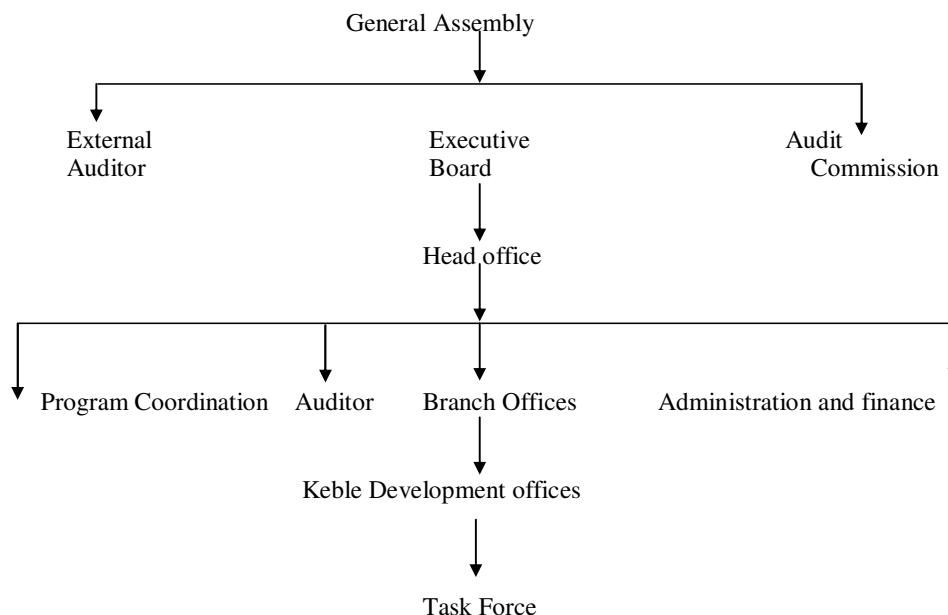 General Assembly
External Executive Audit
Auditor Board Commission
Head office
Program Coordination Auditor Branch Offices Administration and finance
Keble Development offices
Task Force